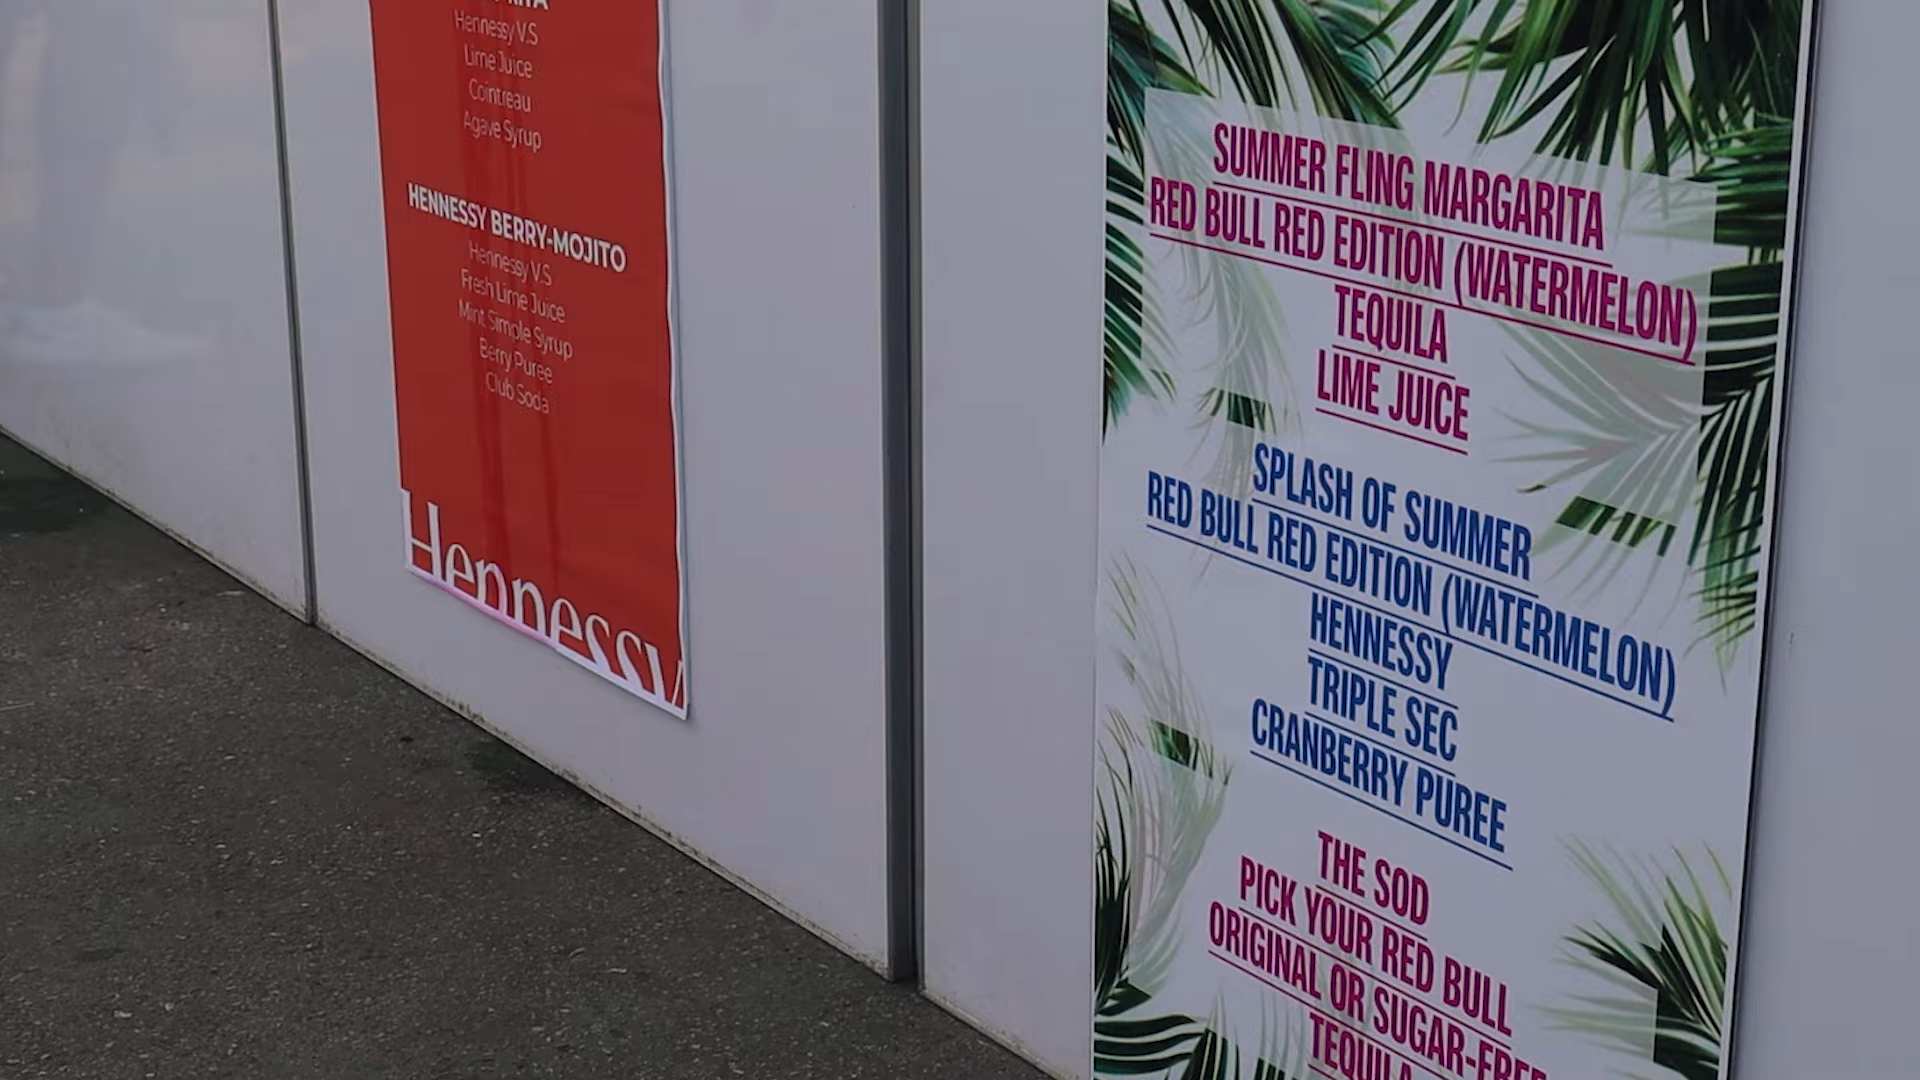 Hennessy V.S
Lime Juice
Cointreau
Agave Syrup
HENNESSY BERRY-MOJITO
Hennessy V.S
Fresh Lime Juice
Mint Simple Syrup
Berry Puree
Club Soda
Hennessy
SUMMER FLING MARGARITA
RED BULL RED EDITION (WATERMELON)
TEQUILA
LIME JUICE
SPLASH OF SUMMER
RED BULL RED EDITION (WATERMELON)
HENNESSY
TRIPLE SEC
CRANBERRY PUREE
THE SOD
PICK YOUR RED BULL
ORIGINAL OR SUGAR-FREE
TEQUILA